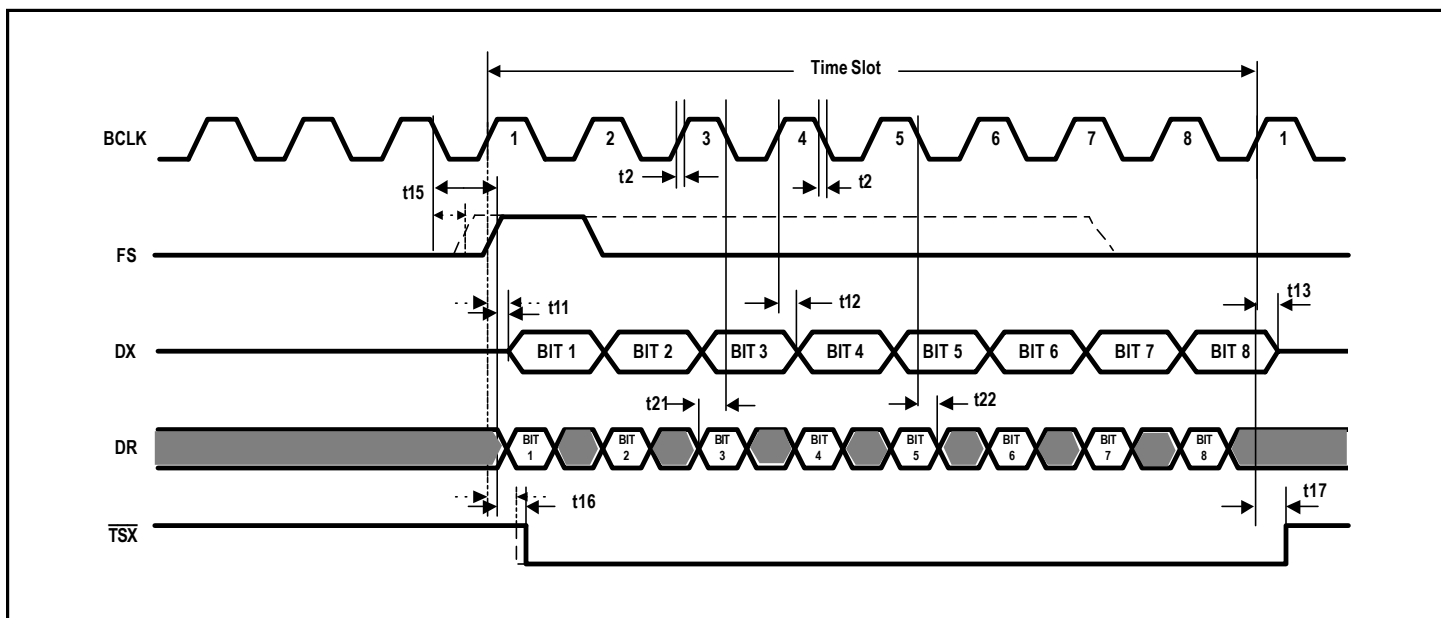 Time Slot
BCLK 1 2 3 4 5 6 7 8 1
t15 t2 t2
FS
t11 t12 t13
DX BIT 1 BIT 2 BIT 3 BIT 4 BIT 5 BIT 6 BIT 7 BIT 8
t21 t22
DR BIT 1 BIT 2 BIT 3 BIT 4 BIT 5 BIT 6 BIT 7 BIT 8
t16 t17
TSX